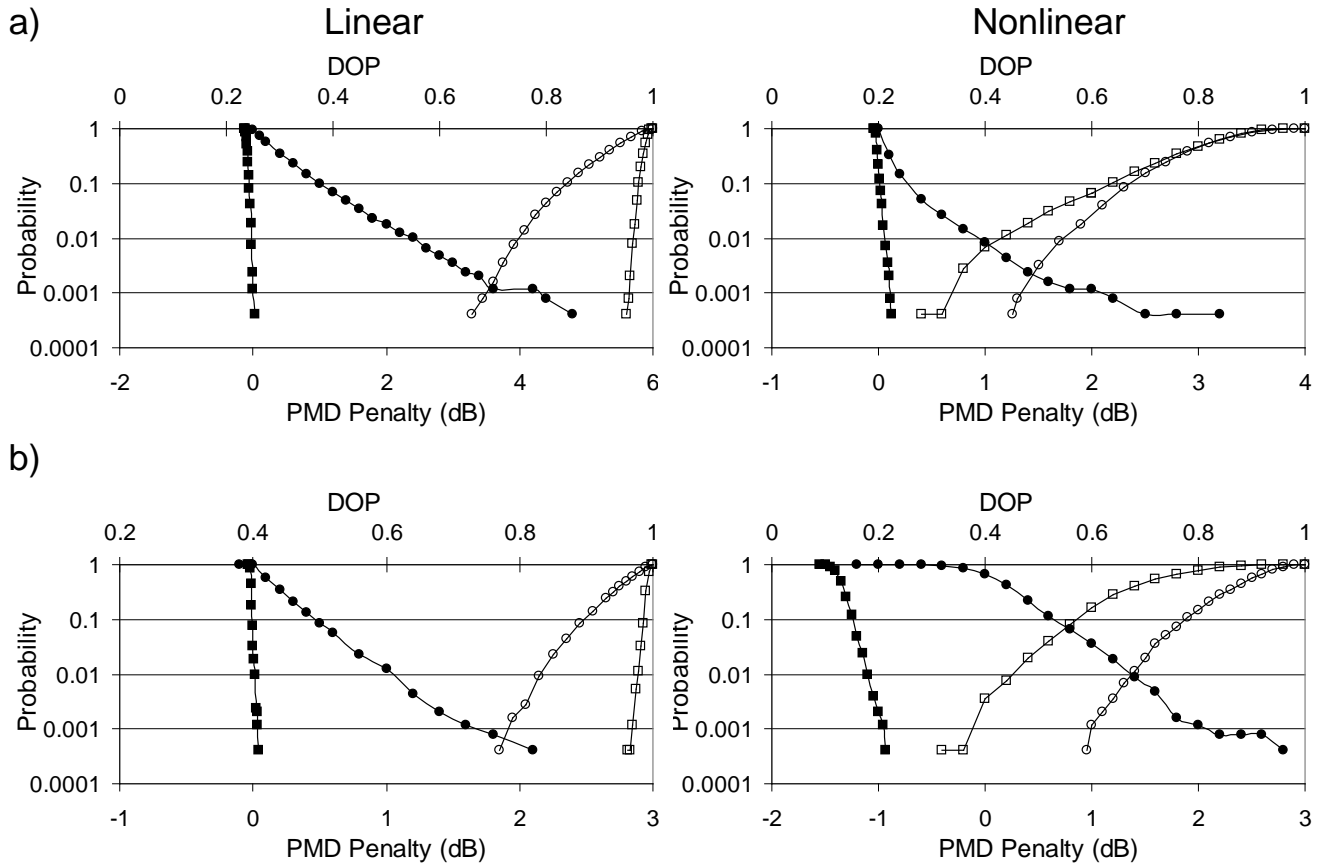 a)
Linear
Nonlinear
DOP
DOP
0 0.2 0.4 0.6 0.8 1
0 0.2 0.4 0.6 0.8 1
1
0.1
0.01
0.001
0.0001
Probability
1
0.1
0.01
0.001
0.0001
Probability
-2 0 2 4 6
-1 0 1 2 3 4
PMD Penalty (dB)
PMD Penalty (dB)
b)
DOP
DOP
0.2 0.4 0.6 0.8 1
0 0.2 0.4 0.6 0.8 1
1
0.1
0.01
0.001
0.0001
Probability
1
0.1
0.01
0.001
0.0001
Probability
-1 0 1 2 3
-2 -1 0 1 2 3
PMD Penalty (dB)
PMD Penalty (dB)